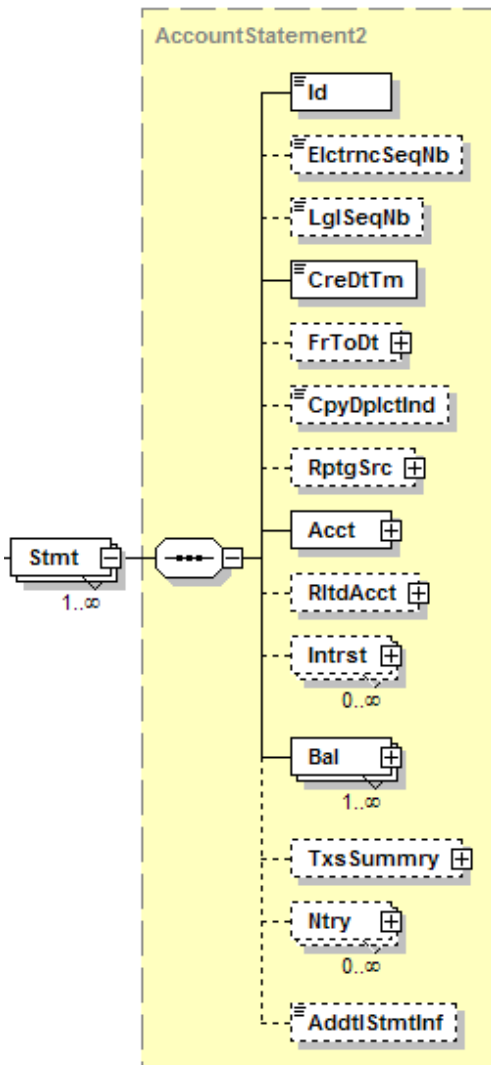 AccountStatement2
Id
ElctrncSeqNb
LglSeqNb
CreDtTm
FrToDt
CpyDplctInd
RptgSrc
Stmt
1..∞
Acct
RltdAcct
Intrst
0..∞
Bal
1..∞
TxsSummry
Ntry
0..∞
AddtlStmtInf